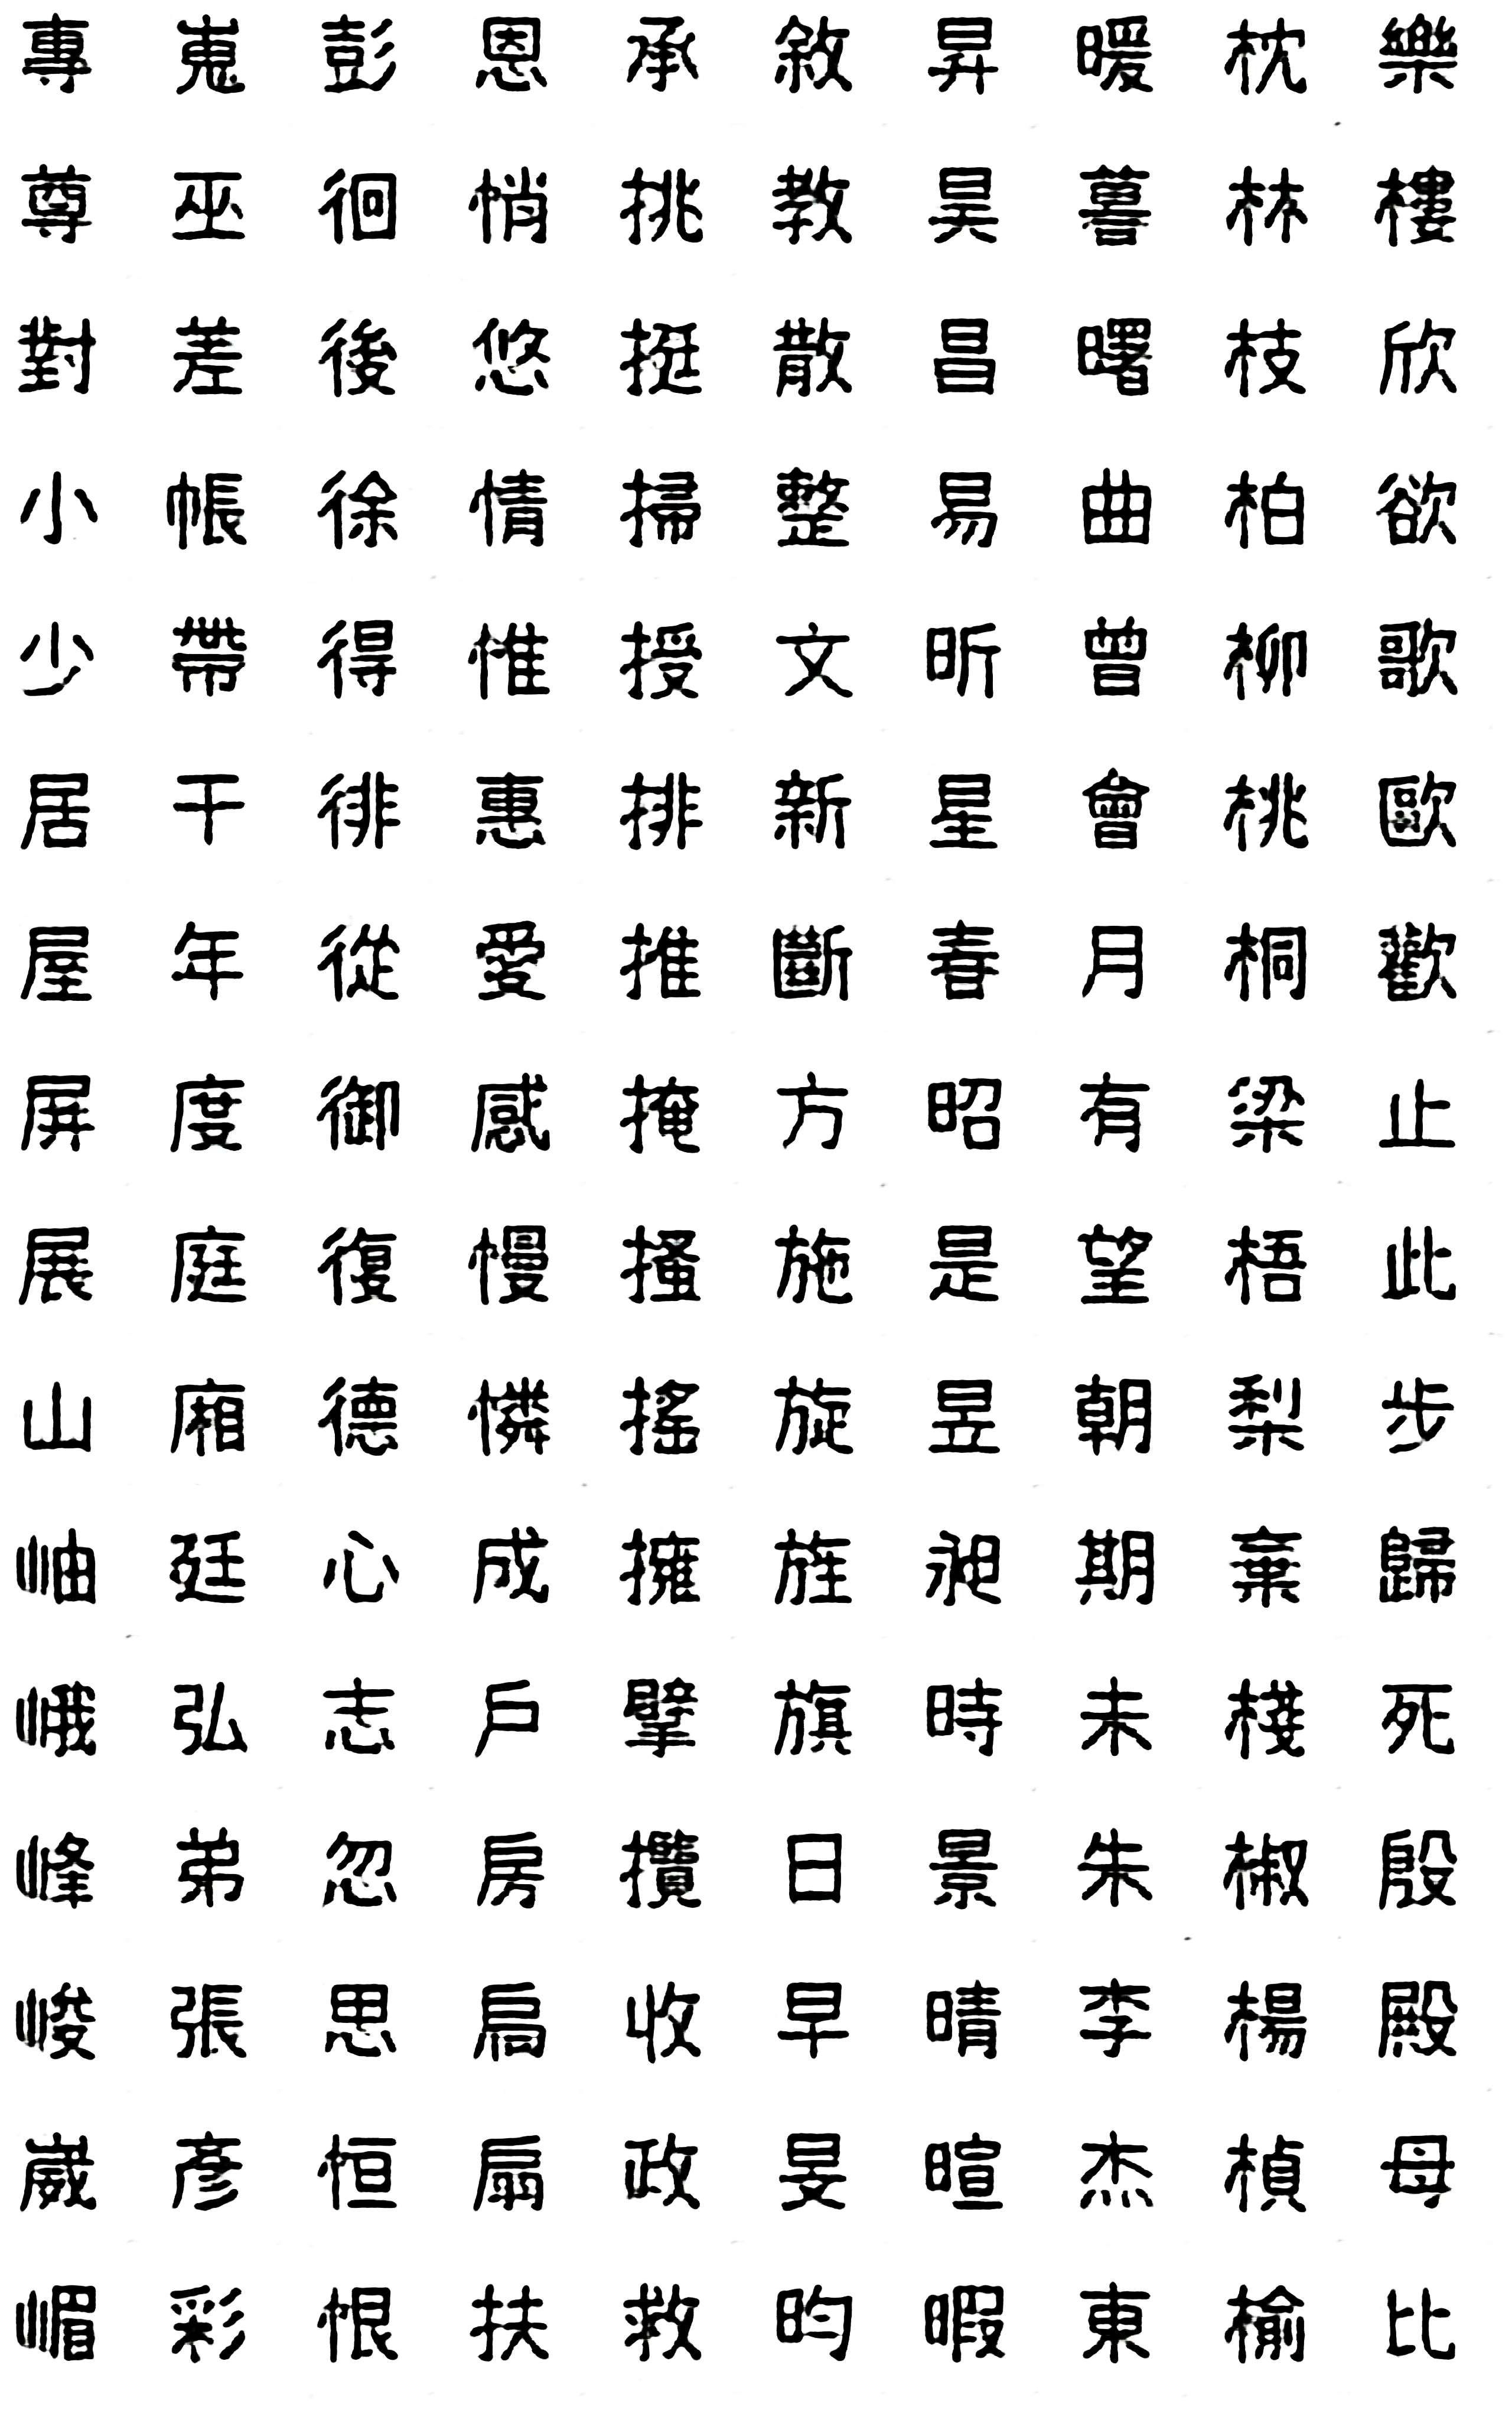 專尊對小少居屋屏展山岫峨峰峻崴嵋
嵬巫差帳帶干年度庭廂廷弘弟張彥彩
彭徊後徐得徘從御復德心志忽思恒恨
恩悄悠情惟惠愛感慢憐成戶房扃扇扶
承挑挺掃授排推掩搔搖擁擘攬收政救
敘教散整文新斷方施旋旌旗日早旻昀
昇昊昌易昕星春昭是昱昶時景晴暄暇
暖暮曙曲曾會月有望朝期未朱李杰東
枕林枝柏柳桃桐梁梧梨棄棧椒楊楨榆
樂樓欣欲歌歐歡止此步歸死殷殿母比